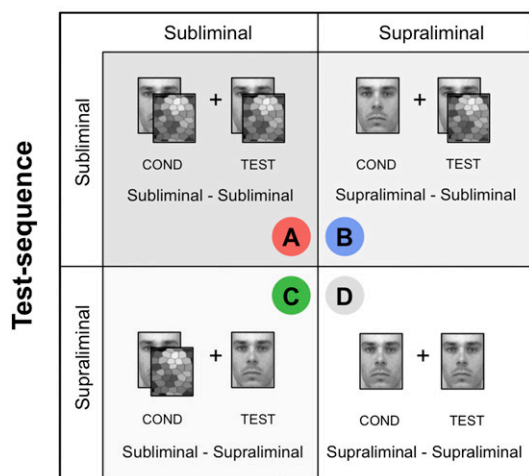 Subliminal Supraliminal
Test-sequence
Subliminal
+ +
COND TEST COND TEST
Subliminal - Subliminal Supraliminal - Subliminal
A B
C D
Supraliminal
+ +
COND TEST COND TEST
Subliminal - Supraliminal Supraliminal - Supraliminal